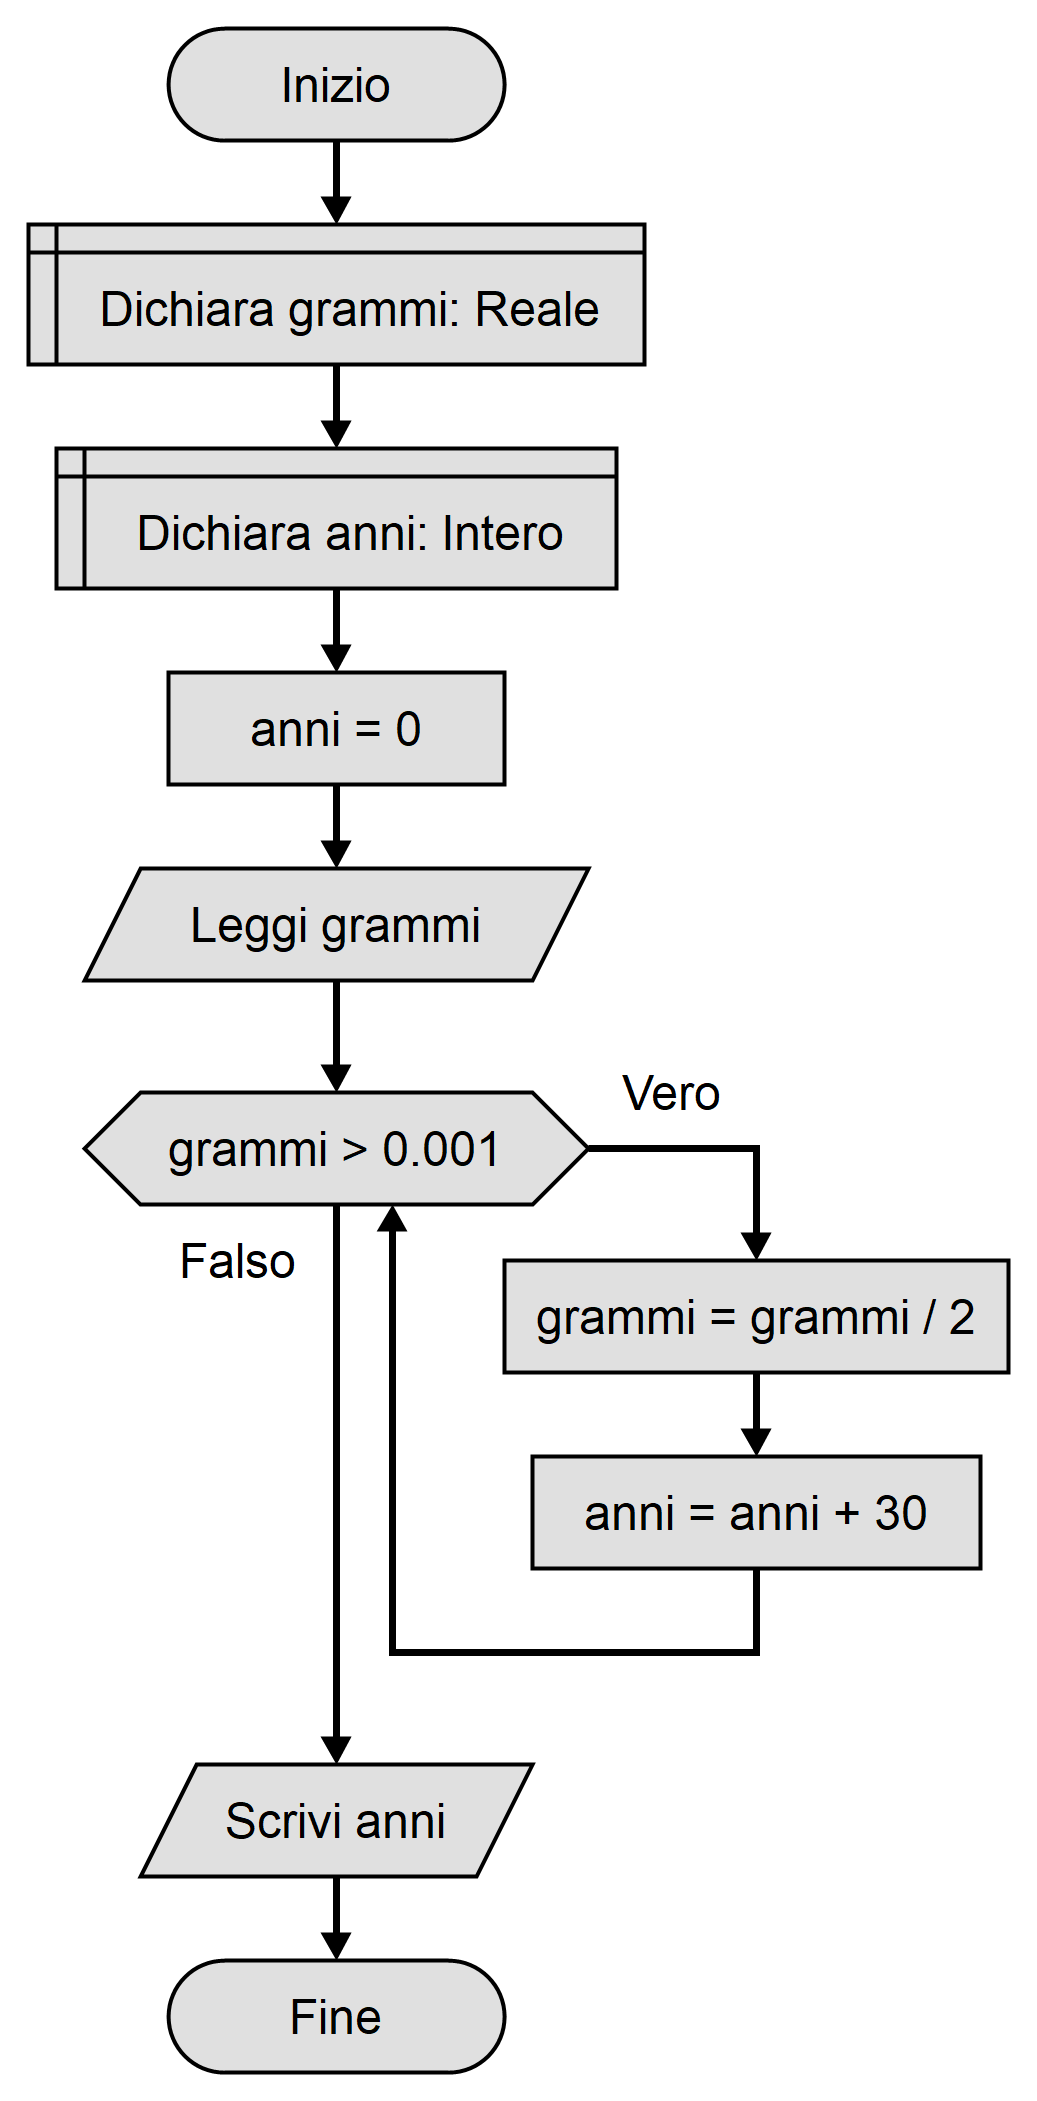 Inizio
Dichiara grammi: Reale
Dichiara anni: Intero
anni = 0
Leggi grammi
grammi > 0.001
Vero
Falso
grammi = grammi / 2
anni = anni + 30
Scrivi anni
Fine